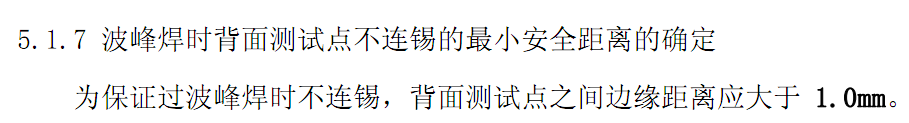 5.1.7 波峰焊时背面测试点不连锡的最小安全距离的确定
为保证过波峰焊时不连锡，背面测试点之间边缘距离应大于 1.0mm。